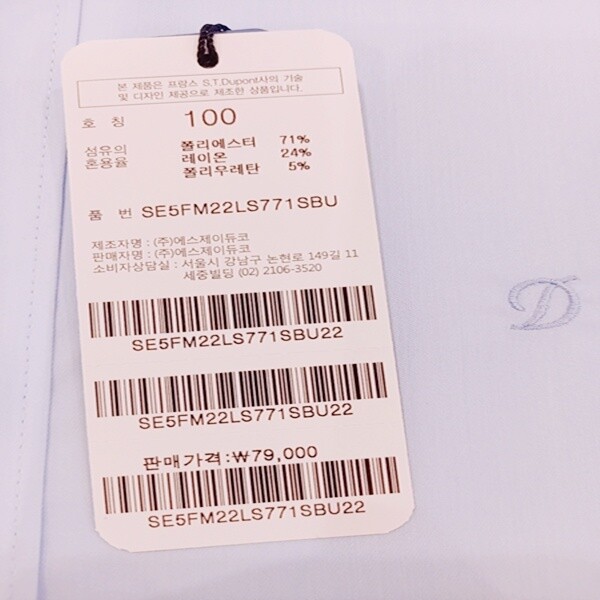 본 제품은 프랑스 S.T.Dupont사의 기술
및 디자인 제공으로 제조한 상품입니다.
호 칭 100
섬유의 폴리에스터 71%
혼용율 레이온 24%
폴리우레탄 5%
품 번 SE5FM22LS771SBU
제조자명 : (주)에스제이듀코
판매자명 : (주)에스제이듀코
소비자상담실 : 서울시 강남구 논현로 149길 11
세중빌딩 (02) 2106-3520
SE5FM22LS771SBU22
SE5FM22LS771SBU22
판매가격:₩79,000
SE5FM22LS771SBU22
D